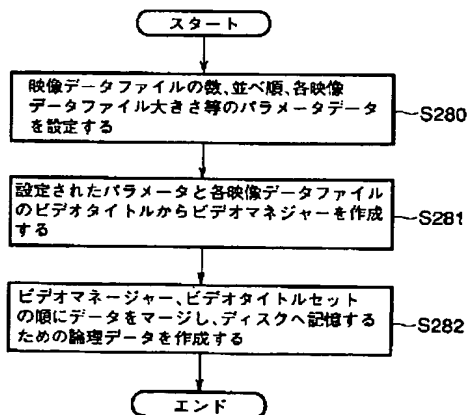 スタート
映像データファイルの数、並べ順、各映像
データファイル大きさ等のパラメータデータ
を設定する
S280
設定されたパラメータと各映像データファイル
のビデオタイトルからビデオマネジャーを作成
する
S281
ビデオマネージャー、ビデオタイトルセット
の順にデータをマージし、ディスクへ記憶する
ための論理データを作成する
S282
エンド